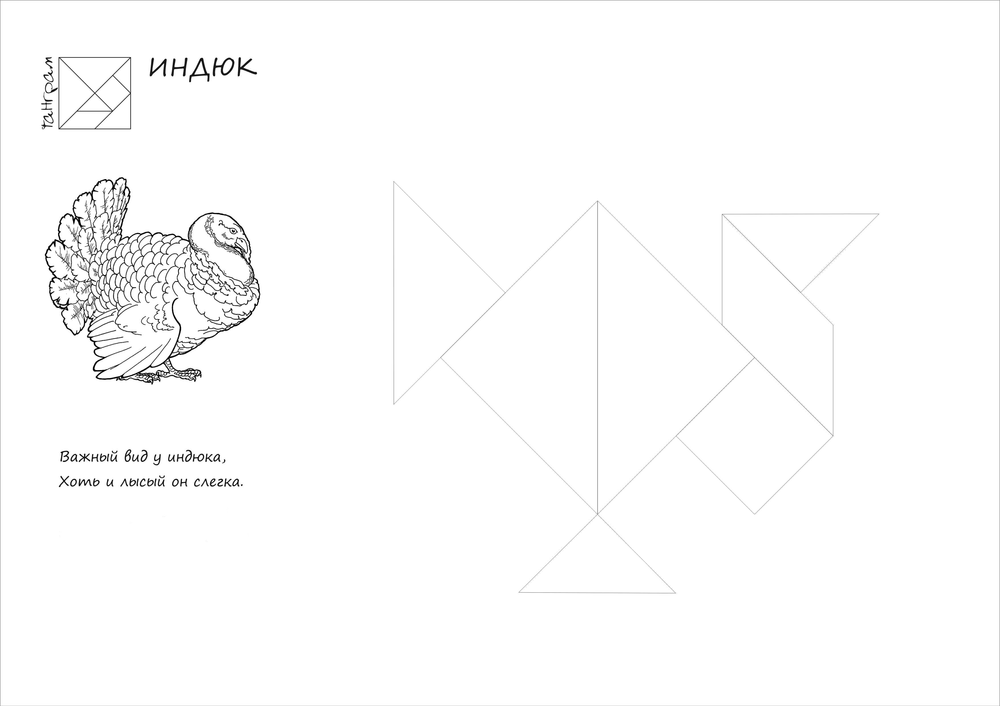 танграм
ИНДЮК
Важный вид у индюка,
Хоть и лысый он слегка.